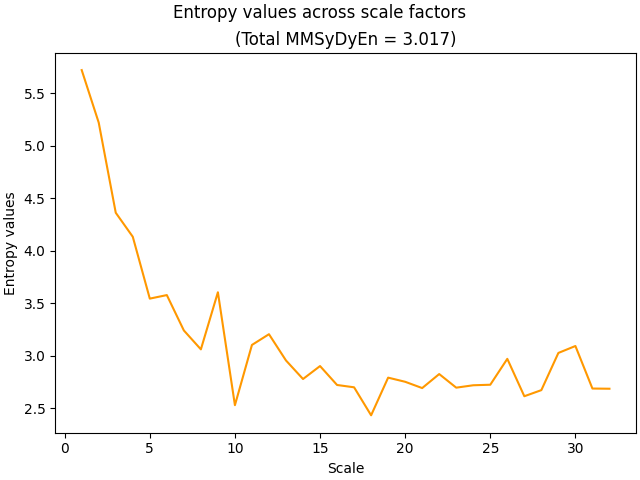 Entropy values across scale factors
(Total MMSyDyEn = 3.017)
Entropy values
5.5
5.0
4.5
4.0
3.5
3.0
2.5
0 5 10 15 20 25 30
Scale